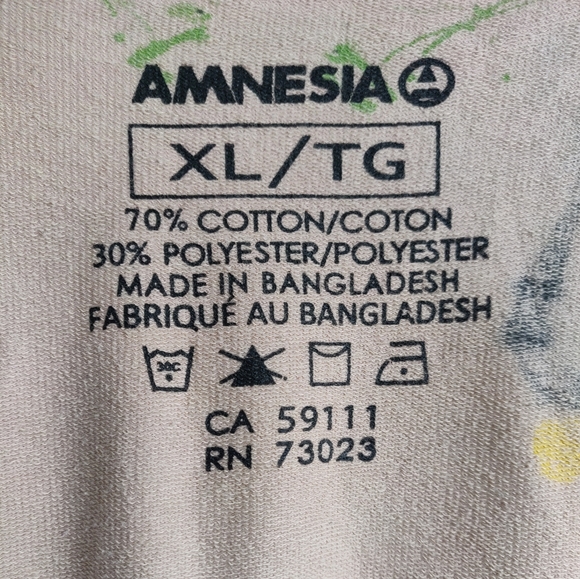 AMNESIA
XL/TG
70% COTTON/COTON
30% POLYESTER/POLYESTER
MADE IN BANGLADESH
FABRIQUÉ AU BANGLADESH
30C
CA 59111
RN 73023